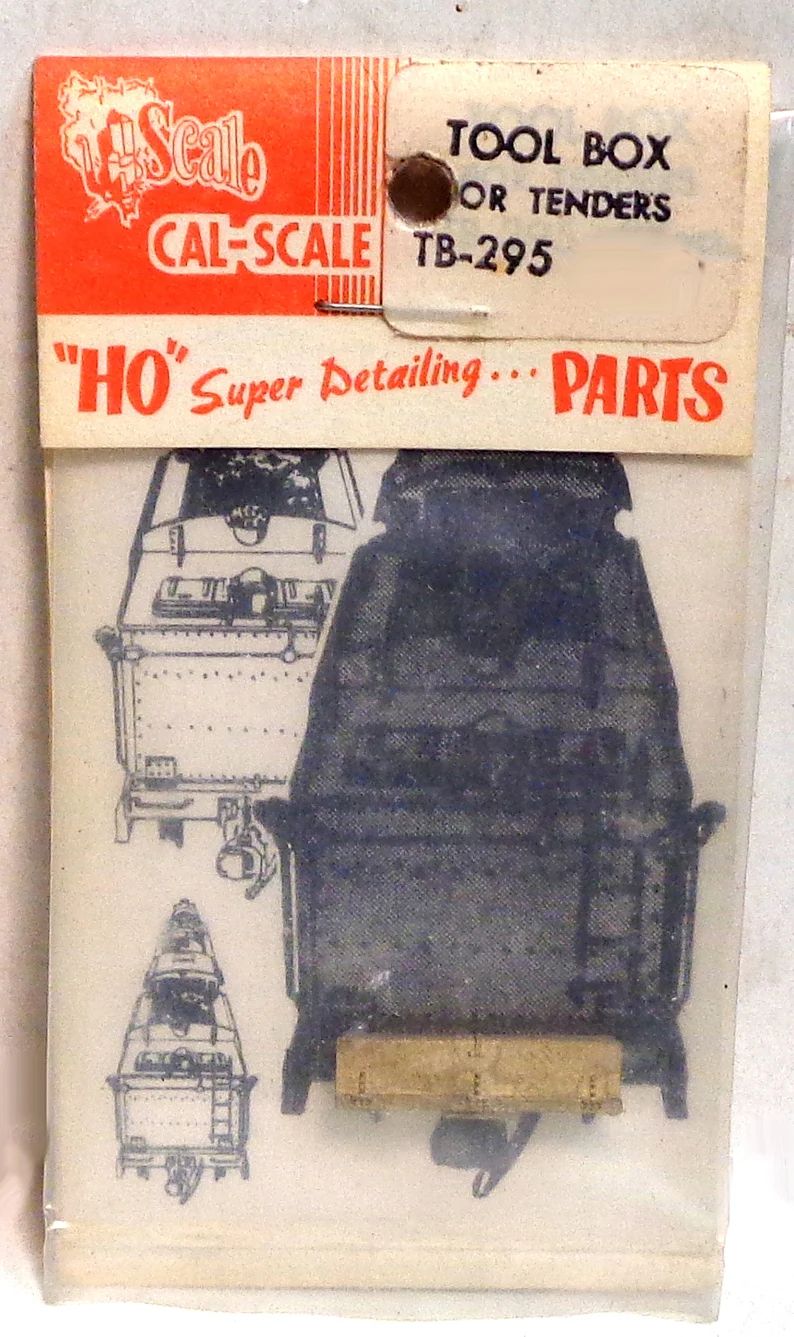 Scale
CAL-SCALE
TOOL BOX
OR TENDERS
TB-295
"HO" Super Detailing... PARTS